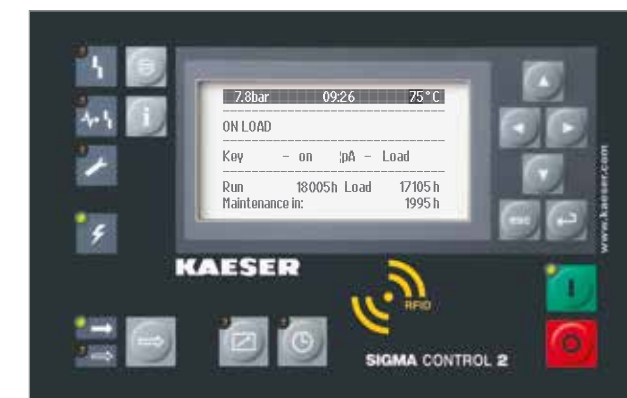 7.8bar 09:26 75°C
ON LOAD
Key - on ¦pA - Load
Run 18005h Load 17105h
Maintenance in: 1995h
esc
www.kaeser.com
KAESER
RFID
SIGMA CONTROL 2